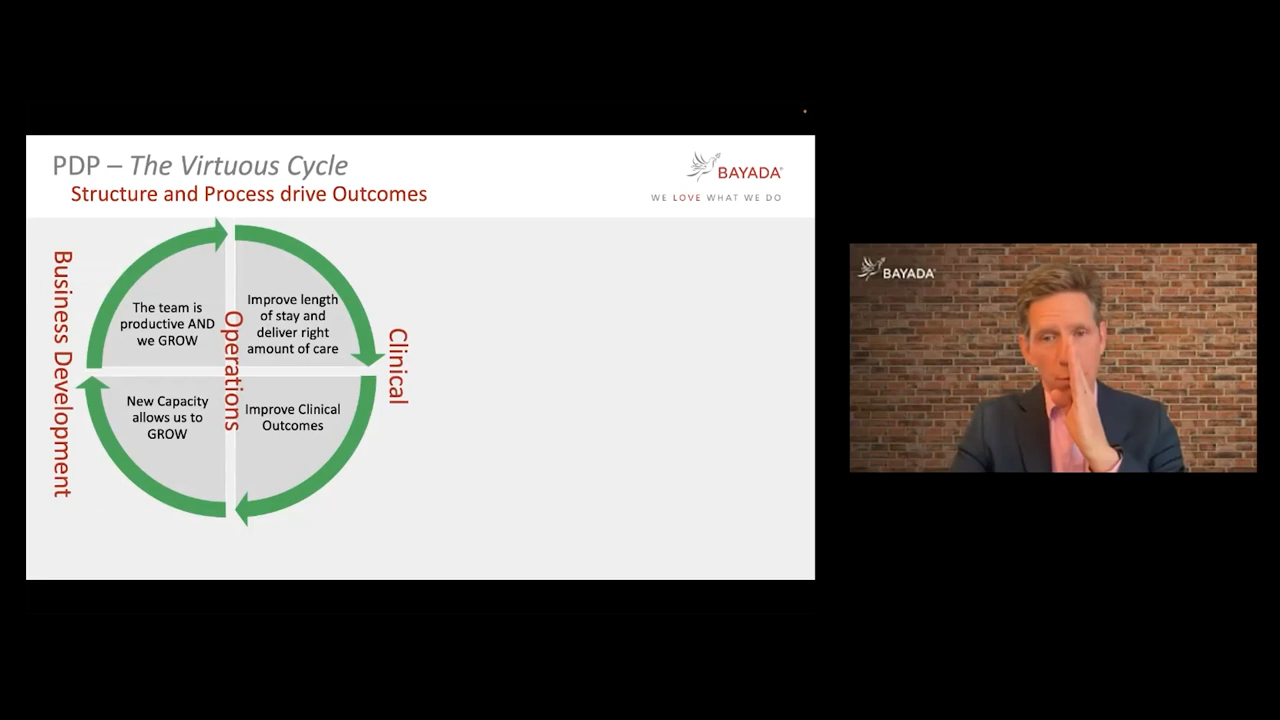 PDP – The Virtuous Cycle
Structure and Process drive Outcomes
BAYADA®
WE LOVE WHAT WE DO
Business Development
The team is
productive AND
we GROW
Operations
Improve length
of stay and
deliver right
amount of care
Clinical
New Capacity
allows us to
GROW
Improve Clinical
Outcomes
BAYADA®